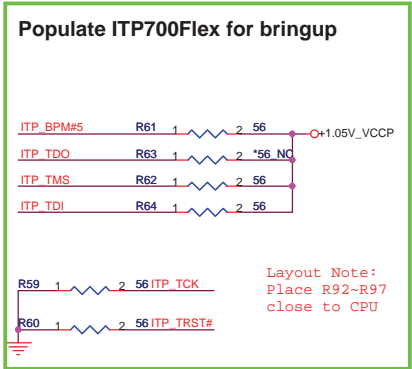 Populate ITP700Flex for bringup
ITP_BPM#5 R61 1 2 56 +1.05V_VCCP
ITP_TDO R63 1 2 *56_NC
ITP_TMS R62 1 2 56
ITP_TDI R64 1 2 56
R59 1 2 56 ITP_TCK
R60 1 2 56 ITP_TRST#
Layout Note:
Place R92~R97
close to CPU